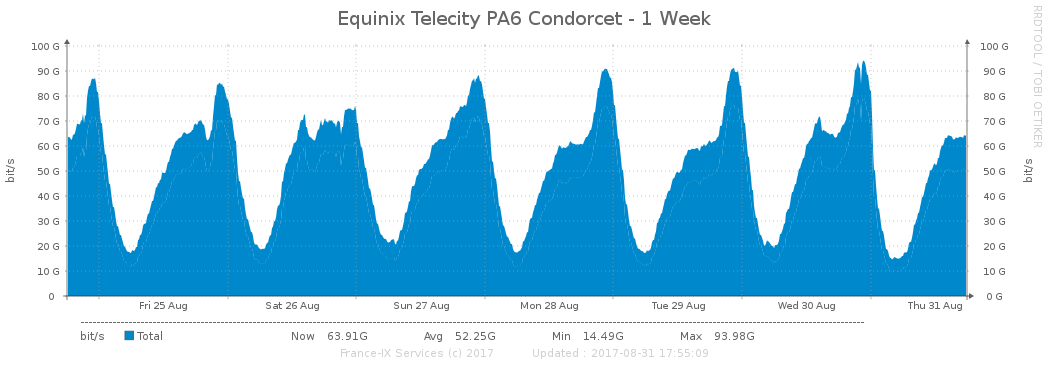 Equinix Telecity PA6 Condorcet - 1 Week
RRDTOOL / TOBI OETIKER
bit/s
bit/s
100 G 100 G
90 G 90 G
80 G 80 G
70 G 70 G
60 G 60 G
50 G 50 G
40 G 40 G
30 G 30 G
20 G 20 G
10 G 10 G
0 0 G
Fri 25 Aug Sat 26 Aug Sun 27 Aug Mon 28 Aug Tue 29 Aug Wed 30 Aug Thu 31 Aug
bit/s Total Now 63.91G Avg 52.25G Min 14.49G Max 93.98G
France-IX Services (c) 2017 Updated : 2017-08-31 17:55:09